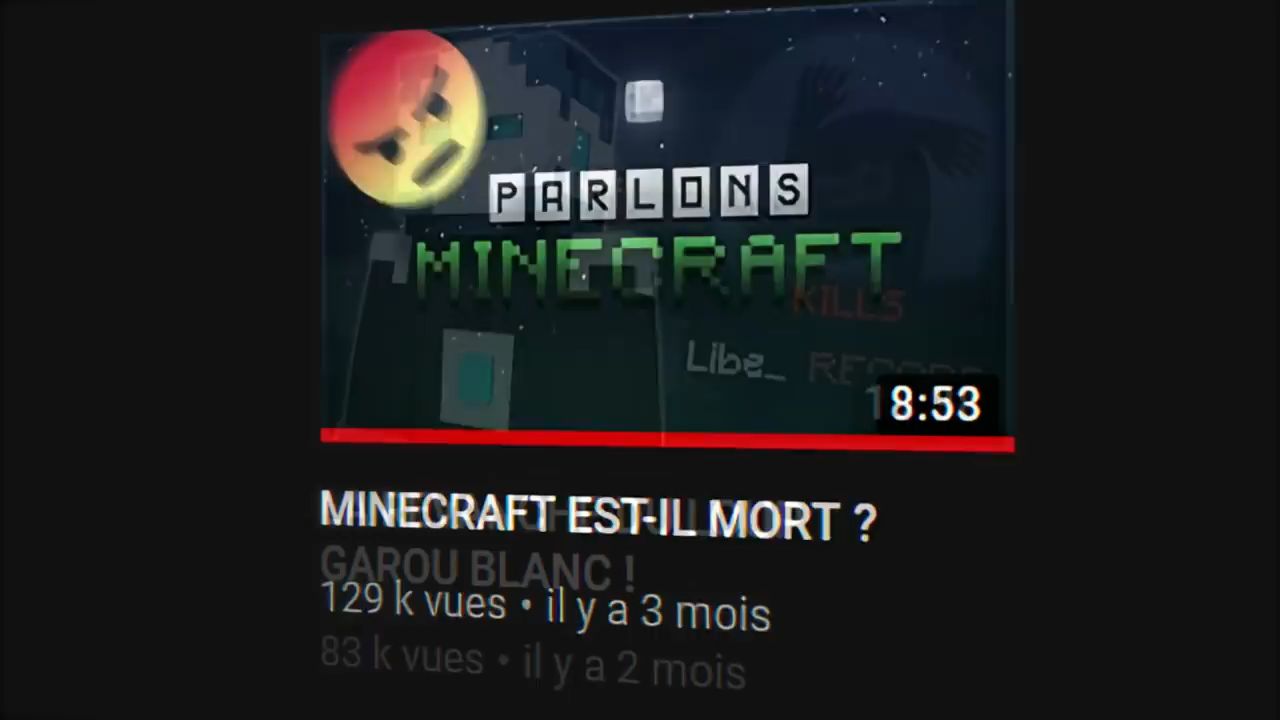 PARLONS
MINECRAFT
KILLS
Libe_ RECORD
8:53
MINECRAFT EST-IL MORT ?
GAROU BLANC !
129 k vues • il y a 3 mois
83 k vues • il y a 2 mois